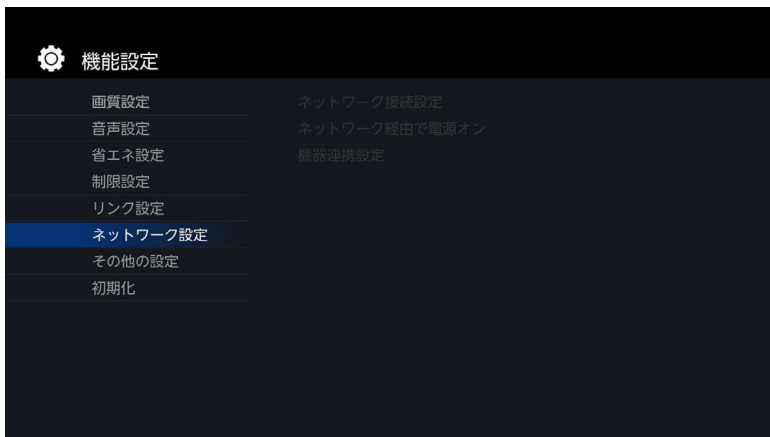 機能設定
画質設定
音声設定
省エネ設定
制限設定
リンク設定
ネットワーク設定
その他の設定
初期化
ネットワーク接続設定
ネットワーク経由で電源オン
機器連携設定